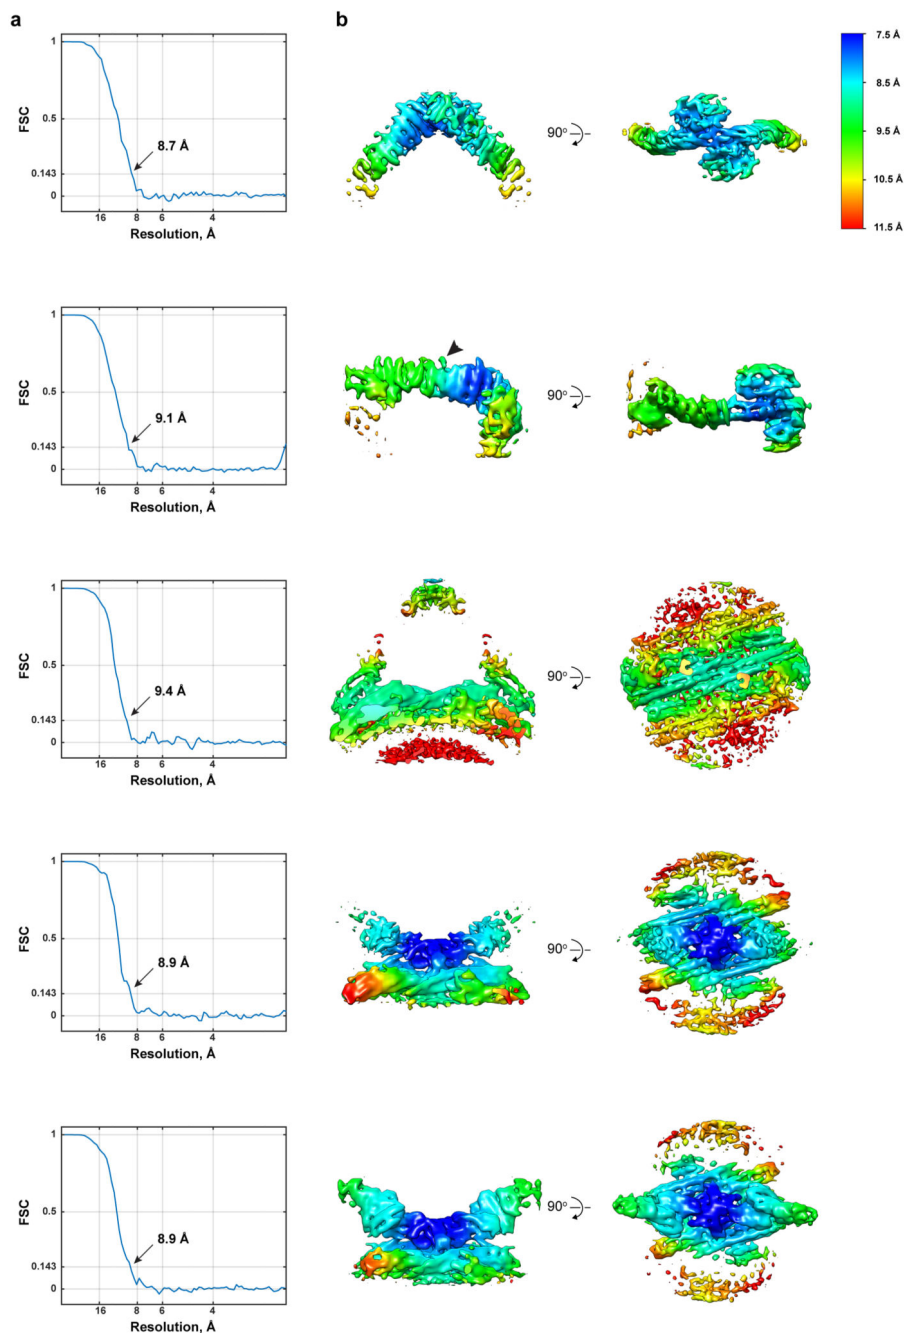 a
b
1
0.5
0.143
0
FSC
8.7 Å
16
8
6
4
Resolution, Å
90°
7.5 Å
8.5 Å
9.5 Å
10.5 Å
11.5 Å
1
0.5
0.143
0
FSC
9.1 Å
16
8
6
4
Resolution, Å
90°
1
0.5
0.143
0
FSC
9.4 Å
16
8
6
4
Resolution, Å
90°
1
0.5
0.143
0
FSC
8.9 Å
16
8
6
4
Resolution, Å
90°
1
0.5
0.143
0
FSC
8.9 Å
16
8
6
4
Resolution, Å
90°